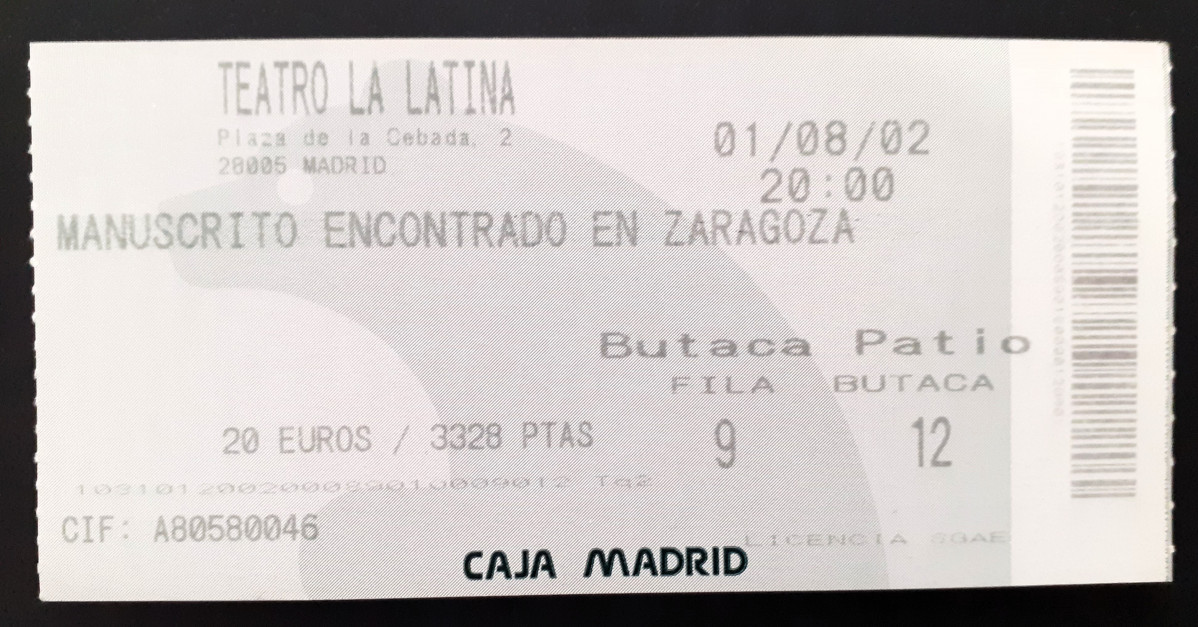 TEATRO LA LATINA
Plaza de la Cebada, 2
28005 MADRID
01/08/02
20:00
MANUSCRITO ENCONTRADO EN ZARAGOZA
Butaca Patio
FILA BUTACA
20 EUROS / 3328 PTAS 9 12
CIF: A80580046
LICENCIA SGAE
CAJA MADRID